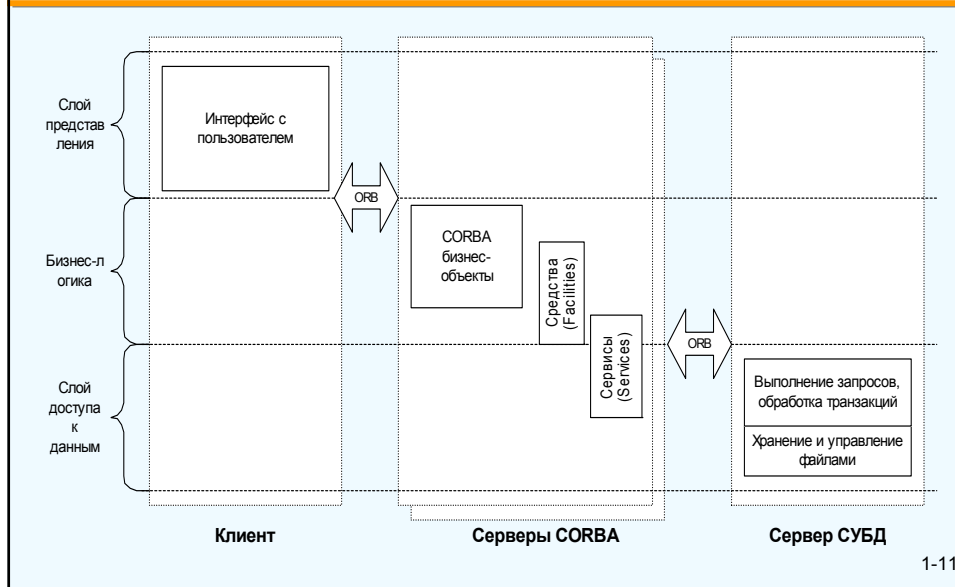 Слой
представ
ления
Интерфейс с
пользователем
ORB
Бизнес-л
огика
CORBA
бизнес-
объекты
Средства
(Facilities)
Сервисы
(Services)
ORB
Слой
доступа
к
данным
Выполнение запросов,
обработка транзакций
Хранение и управление
файлами
Клиент
Серверы CORBA
Сервер СУБД
1-11